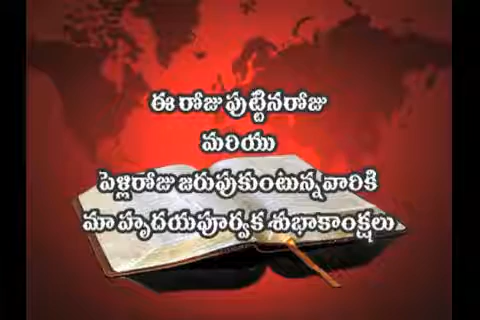 ఈ రోజు పుట్టినరోజు
మరియు
పెళ్లిరోజు జరుపుకుంటున్నవారికి
మా హృదయపూర్వక శుభాకాంక్షలు